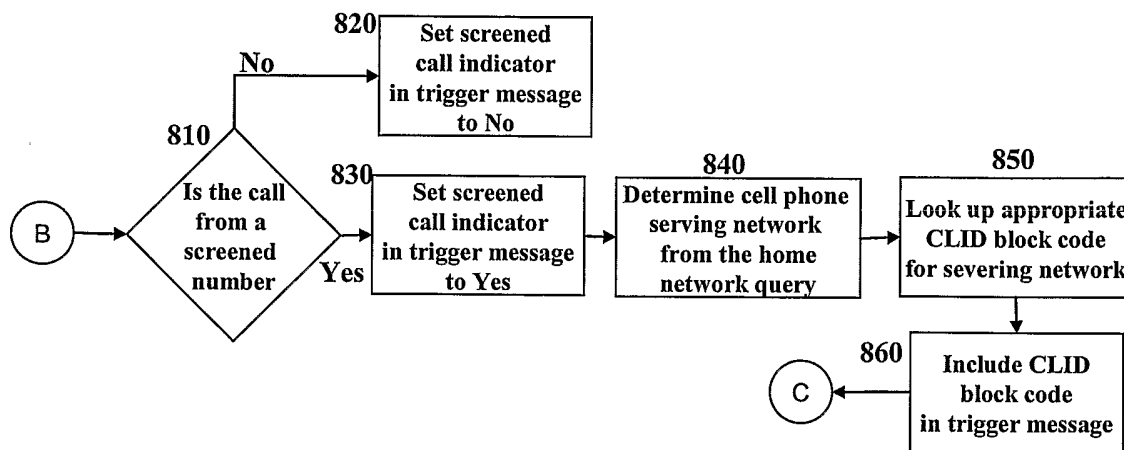 820
Set screened
call indicator
in trigger message
to No
No
810
Is the call
from a
screened
number
B
Yes
830
Set screened
call indicator
in trigger message
to Yes
840
Determine cell phone
serving network
from the home
network query
850
Look up appropriate
CLID block code
for severing network
860
Include CLID
block code
in trigger message
C